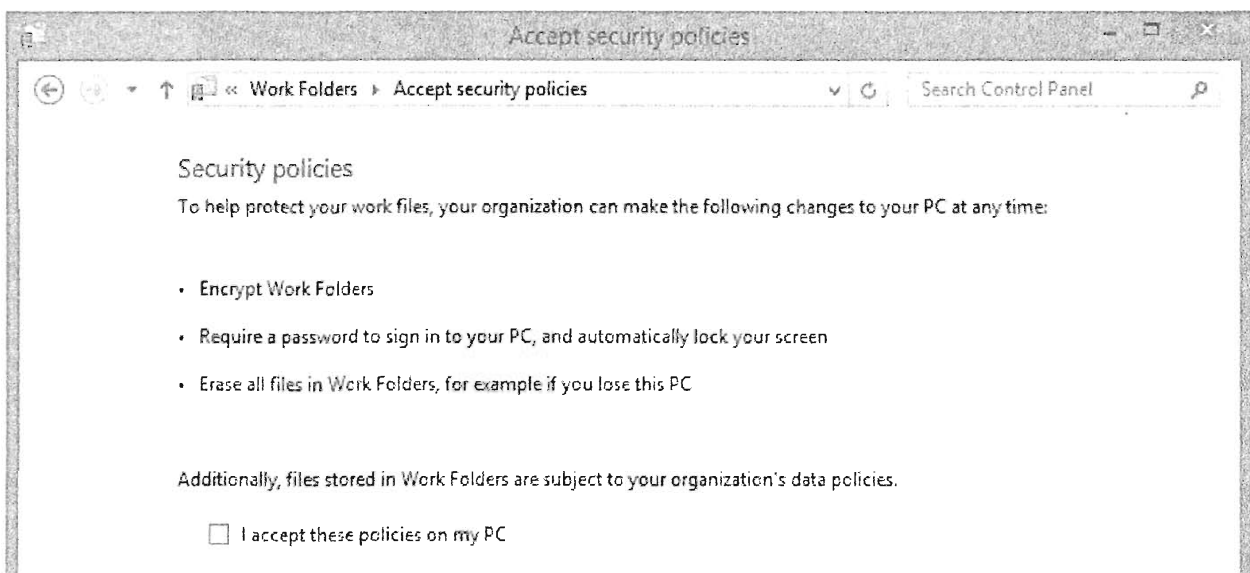 Accept security policies
« Work Folders ▸ Accept security policies
Search Control Panel
Security policies
To help protect your work files, your organization can make the following changes to your PC at any time:
• Encrypt Work Folders
• Require a password to sign in to your PC, and automatically lock your screen
• Erase all files in Work Folders, for example if you lose this PC
Additionally, files stored in Work Folders are subject to your organization's data policies.
I accept these policies on my PC